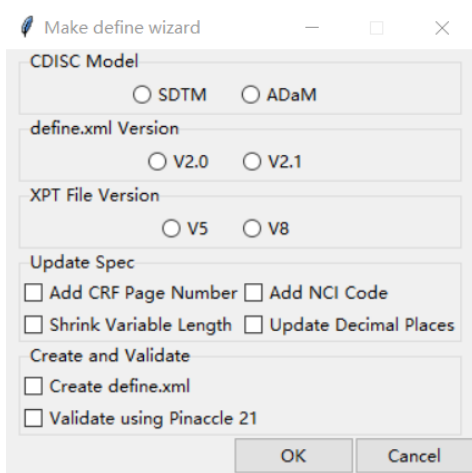 Make define wizard
CDISC Model
SDTM ADaM
define.xml Version
V2.0 V2.1
XPT File Version
V5 V8
Update Spec
Add CRF Page Number Add NCI Code
Shrink Variable Length Update Decimal Places
Create and Validate
Create define.xml
Validate using Pinaccle 21
OK Cancel